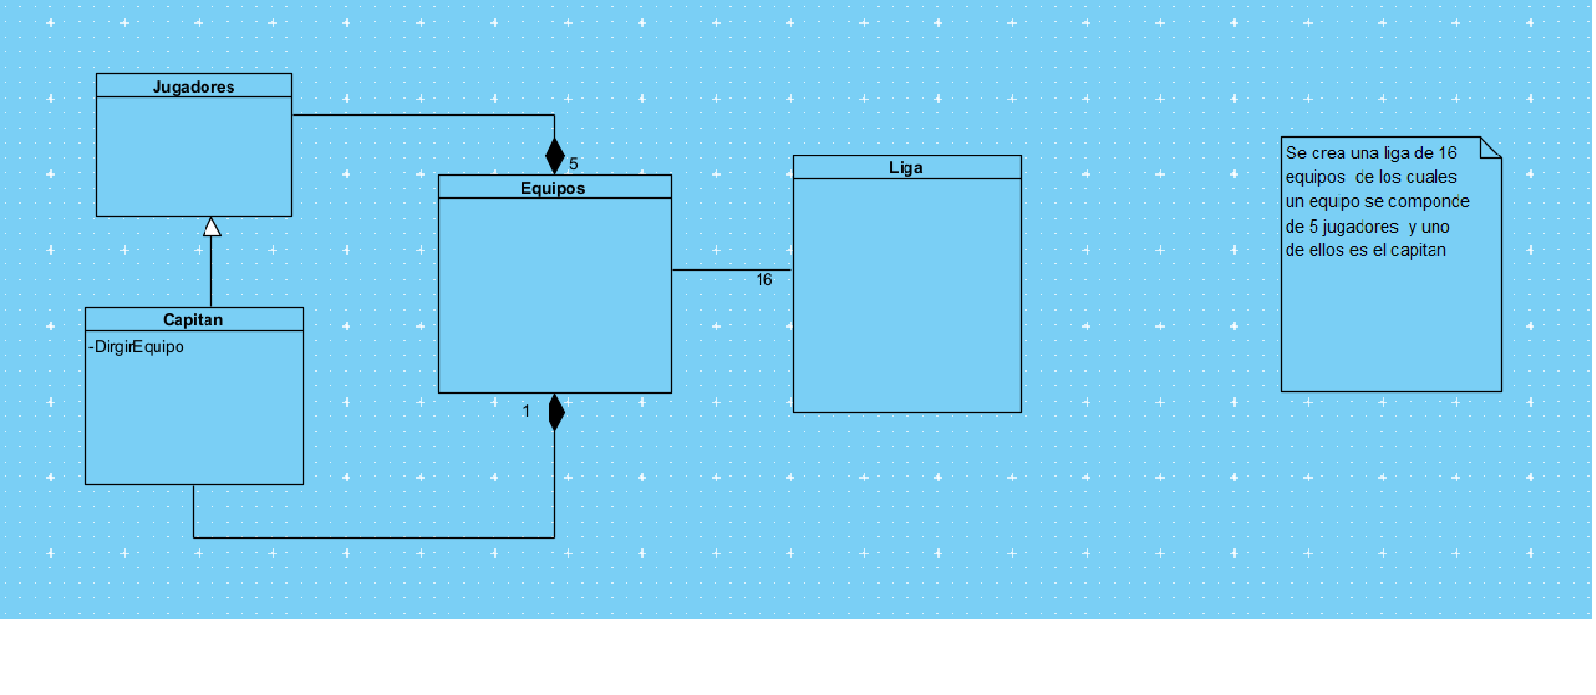 Jugadores
5
Equipos
Liga
16
Capitan
-DirgirEquipo
1
Se crea una liga de 16
equipos de los cuales
un equipo se componde
de 5 jugadores y uno
de ellos es el capitan